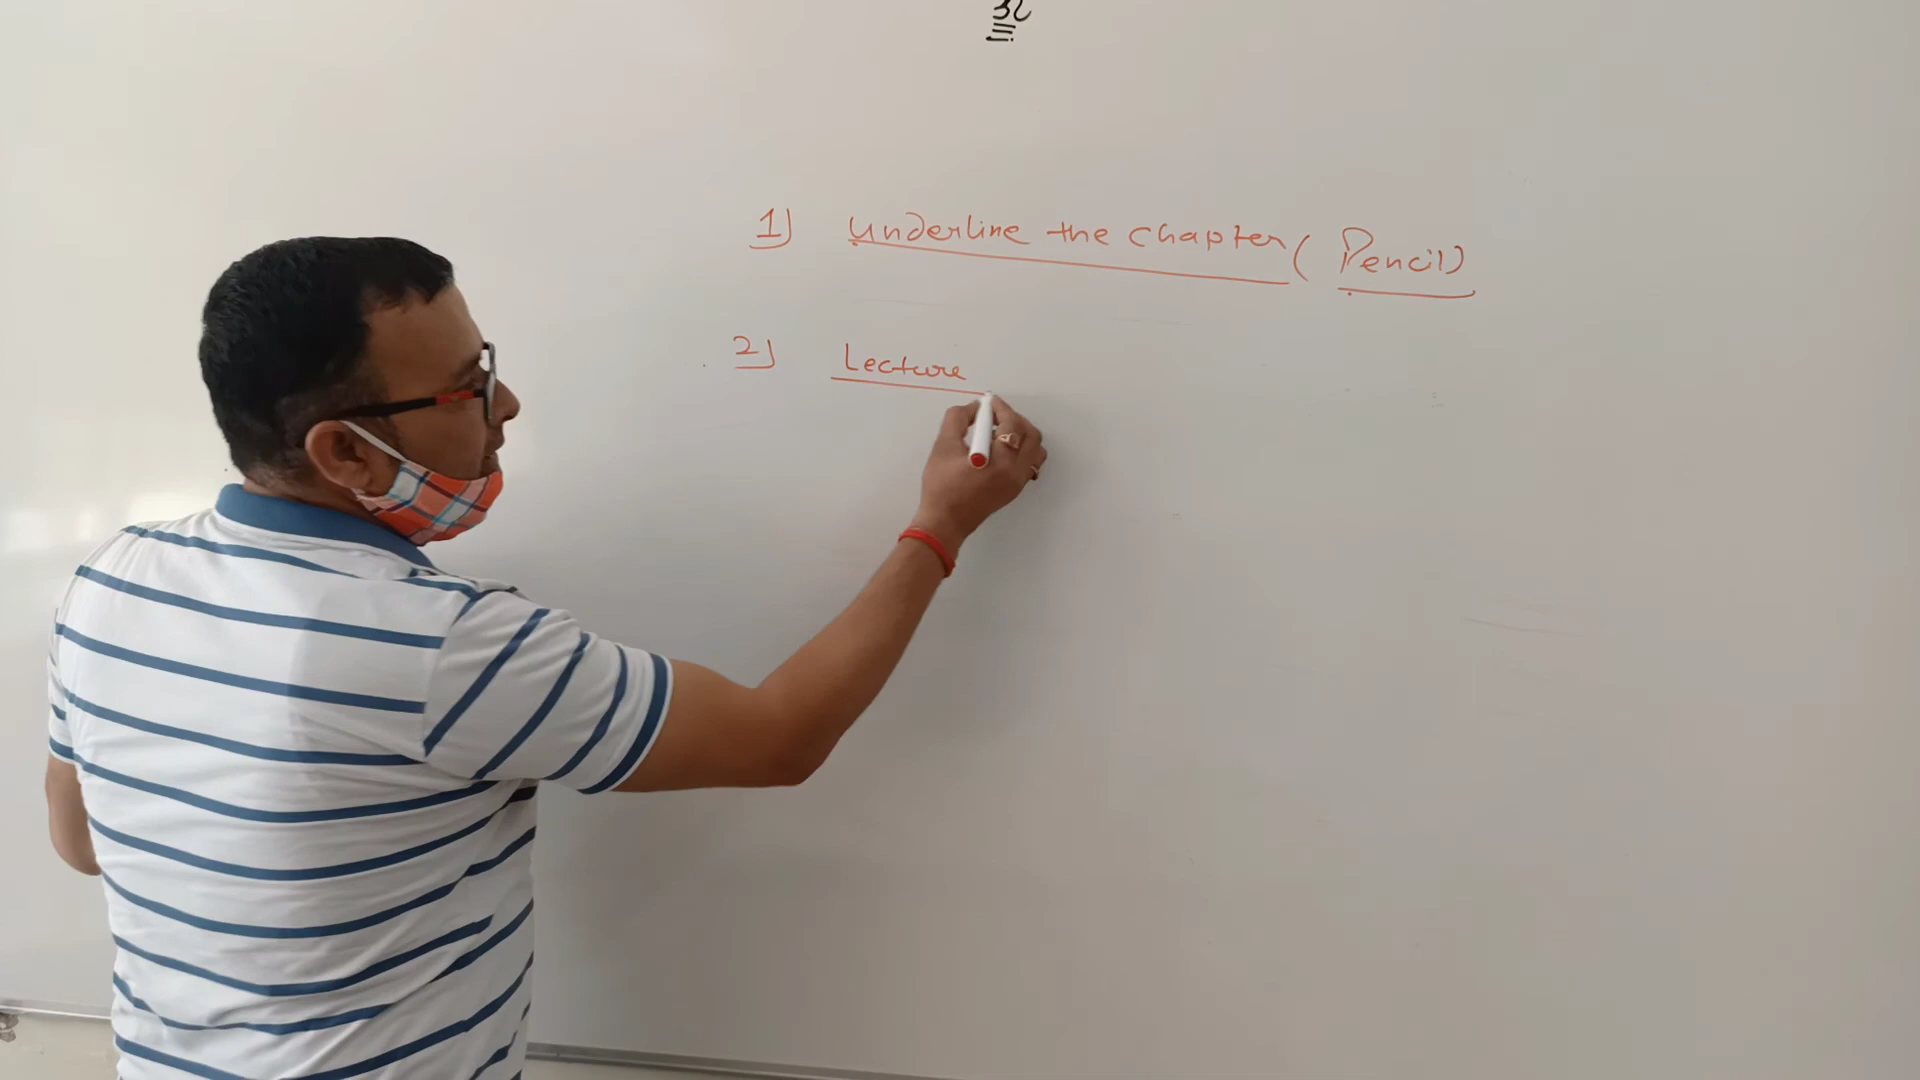 1) Underline the chapter ( Pencil)
2) Lecture